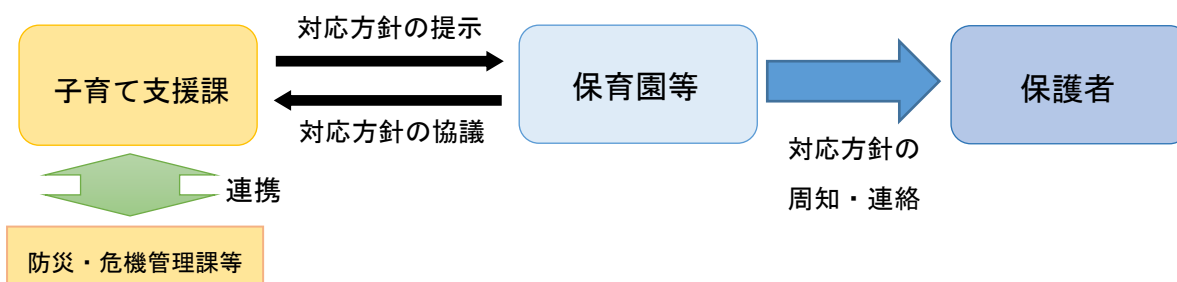 対応方針の提示
子育て支援課
保育園等
保護者
対応方針の協議
対応方針の
周知・連絡
連携
防災・危機管理課等